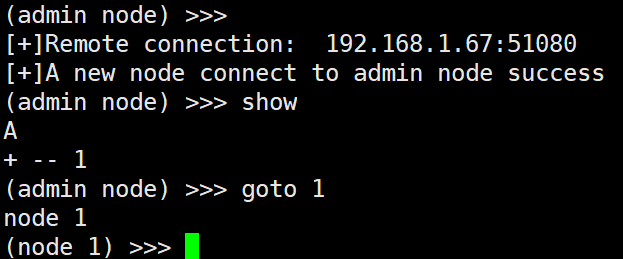 (admin node) >>>
[+]Remote connection:  192.168.1.67:51080
[+]A new node connect to admin node success
(admin node) >>> show
A
+ -- 1
(admin node) >>> goto 1
node 1
(node 1) >>>